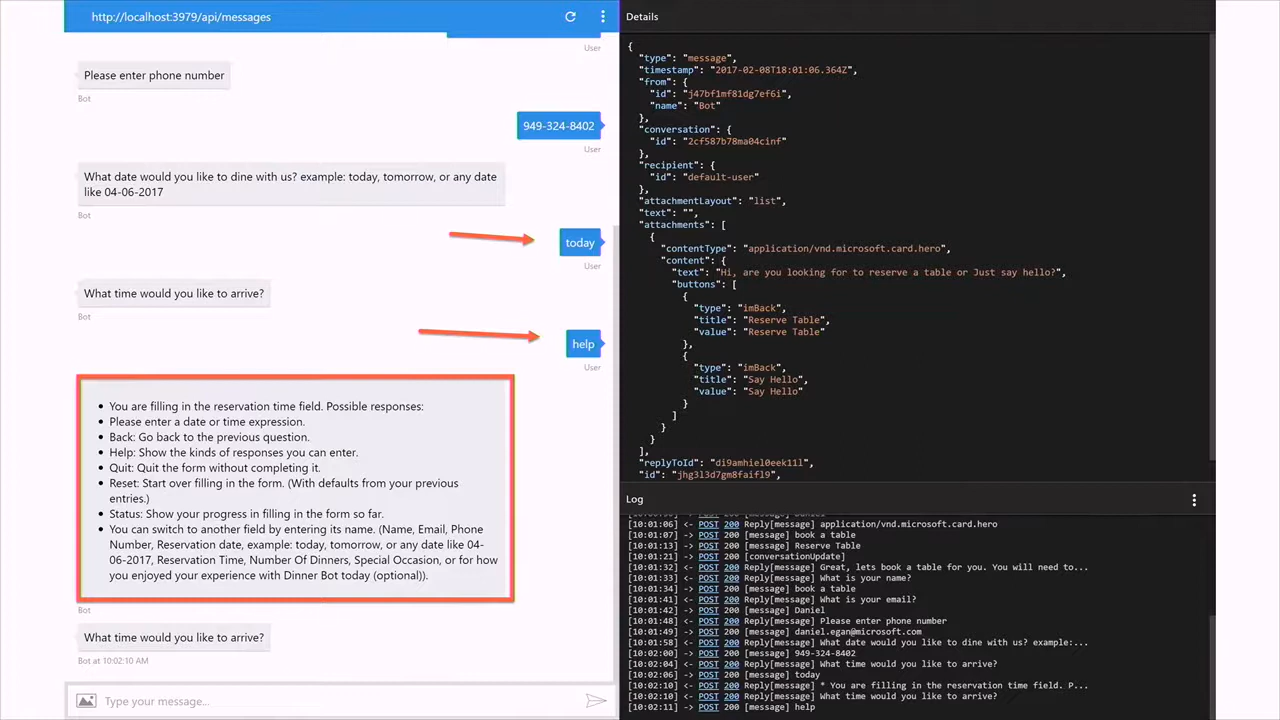 http://localhost:3979/api/messages
User
Please enter phone number
Bot
949-324-8402
User
What date would you like to dine with us? example: today, tomorrow, or any date
like 04-06-2017
Bot
today
User
What time would you like to arrive?
Bot
help
User
• You are filling in the reservation time field. Possible responses:
• Please enter a date or time expression.
• Back: Go back to the previous question.
• Help: Show the kinds of responses you can enter.
• Quit: Quit the form without completing it.
• Reset: Start over filling in the form. (With defaults from your previous
entries.)
• Status: Show your progress in filling in the form so far.
• You can switch to another field by entering its name. (Name, Email, Phone
Number, Reservation date, example: today, tomorrow, or any date like 04-
06-2017, Reservation Time, Number Of Dinners, Special Occasion, or for how
you enjoyed your experience with Dinner Bot today (optional)).
Bot
What time would you like to arrive?
Bot at 10:02:10 AM
Type your message...
Details
{
"type": "message",
"timestamp": "2017-02-08T18:01:06.364Z",
"from": {
"id": "j47bf1mf81dg7ef6i",
"name": "Bot"
},
"conversation": {
"id": "2cf587b78ma04cinf"
},
"recipient": {
"id": "default-user"
},
"attachmentLayout": "list",
"text": "",
"attachments": [
{
"contentType": "application/vnd.microsoft.card.hero",
"content": {
"text": "Hi, are you looking for to reserve a table or Just say hello?",
"buttons": [
{
"type": "imBack",
"title": "Reserve Table",
"value": "Reserve Table"
},
{
"type": "imBack",
"title": "Say Hello",
"value": "Say Hello"
}
]
}
}
],
"replyToId": "di9amhiel0eek11l",
"id": "jhg3l3d7gm8faifl9",
Log
[10:01:06] <- POST 200 Reply[message] application/vnd.microsoft.card.hero
[10:01:07] -> POST 200 [message] book a table
[10:01:13] -> POST 200 [message] Reserve Table
[10:01:21] -> POST 200 [conversationUpdate]
[10:01:32] <- POST 200 Reply[message] Great, lets book a table for you. You will need to...
[10:01:33] <- POST 200 Reply[message] What is your name?
[10:01:34] -> POST 200 [message] book a table
[10:01:41] <- POST 200 Reply[message] What is your email?
[10:01:42] -> POST 200 [message] Daniel
[10:01:48] <- POST 200 Reply[message] Please enter phone number
[10:01:49] -> POST 200 [message] daniel.egan@microsoft.com
[10:01:58] <- POST 200 Reply[message] What date would you like to dine with us? example:...
[10:02:00] -> POST 200 [message] 949-324-8402
[10:02:04] <- POST 200 Reply[message] What time would you like to arrive?
[10:02:06] -> POST 200 [message] today
[10:02:10] <- POST 200 Reply[message] * You are filling in the reservation time field. P...
[10:02:10] <- POST 200 Reply[message] What time would you like to arrive?
[10:02:11] -> POST 200 [message] help